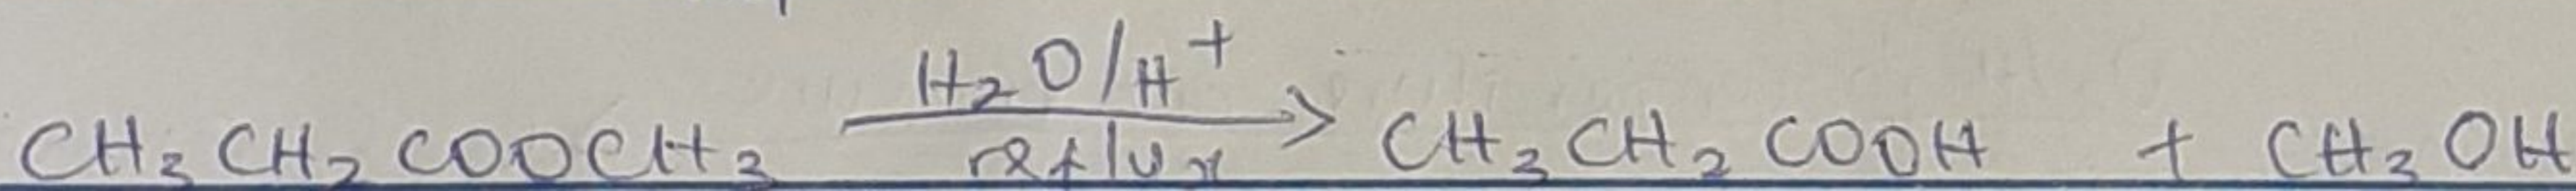 CH₃CH₂COOCH₃ —H₂O/H⁺ reflux→ CH₃CH₂COOH + CH₃OH